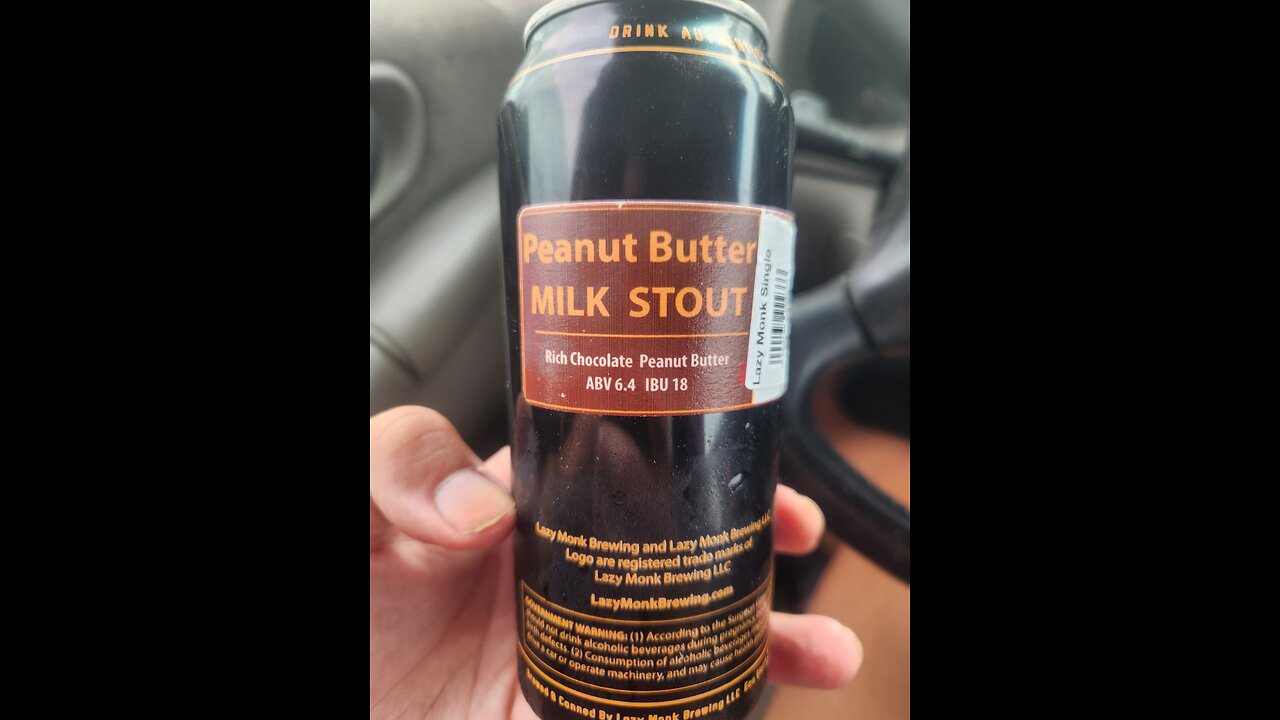 DRINK
Peanut Butter
MILK STOUT
Rich Chocolate Peanut Butter
ABV 6.4 IBU 18
Lazy Monk Single
Lazy Monk Brewing and Lazy Monk Brewing LLC
Logo are registered trade marks of
Lazy Monk Brewing LLC
LazyMonkBrewing.com
GOVERNMENT WARNING: (1) According to the Surgeon
should not drink alcoholic beverages during pregnancy
birth defects. (2) Consumption of alcoholic beverages
drive a car or operate machinery, and may cause health
Brewed & Canned By Lazy Monk Brewing LLC Eau